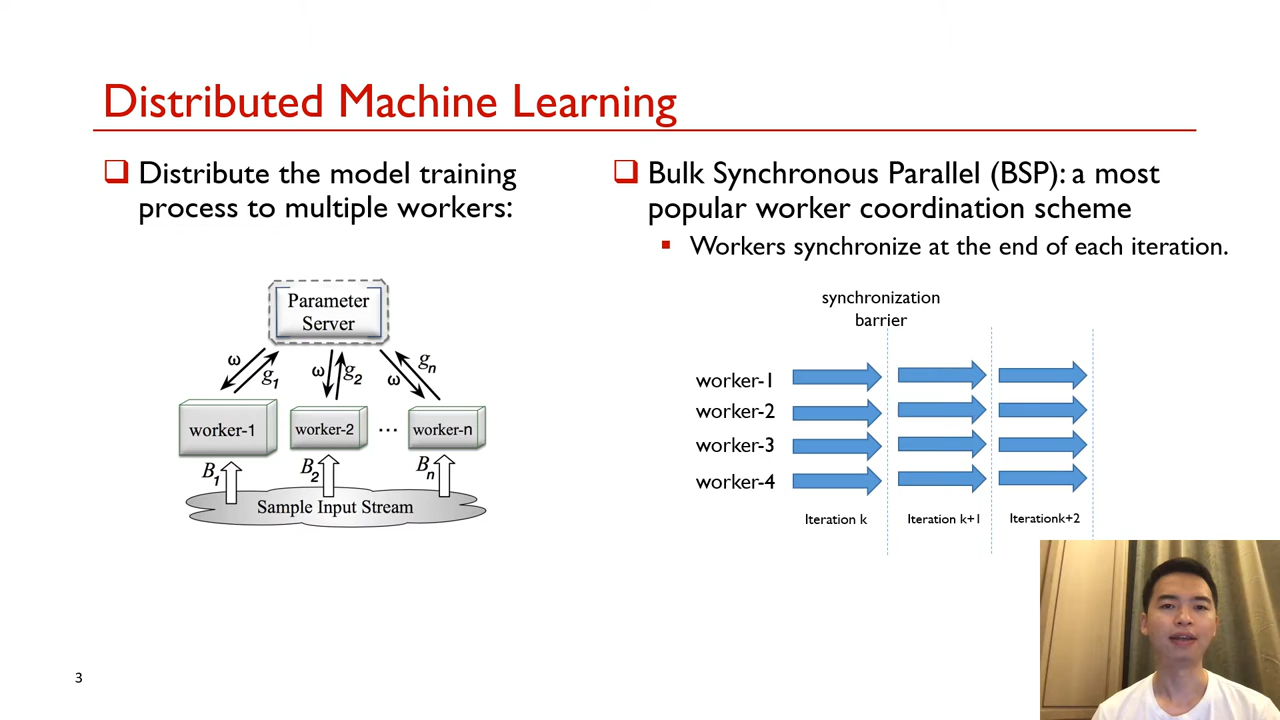 Distributed Machine Learning
❑ Distribute the model training
process to multiple workers:
Parameter
Server
ω g1 ω g2 ω gn
worker-1 worker-2 ... worker-n
B1 B2 Bn
Sample Input Stream
❑ Bulk Synchronous Parallel (BSP): a most
popular worker coordination scheme
▪ Workers synchronize at the end of each iteration.
synchronization
barrier
worker-1
worker-2
worker-3
worker-4
Iteration k Iteration k+1 Iterationk+2
3